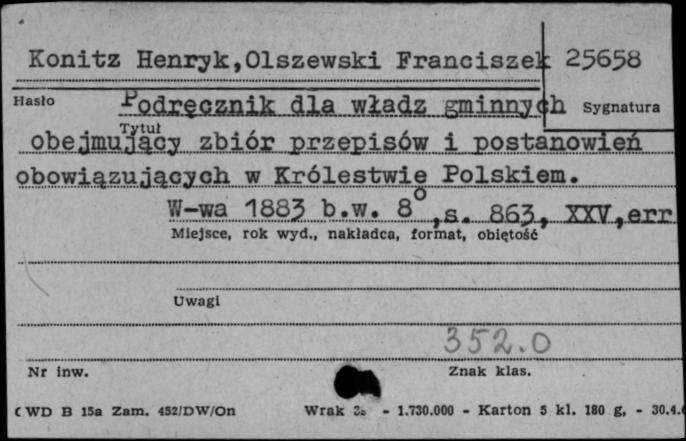 Konitz Henryk,Olszewski Franciszek 25658
Hasło Podręcznik dla władz gminnych Sygnatura
Tytuł
obejmujący zbiór przepisów i postanowień
obowiązujących w Królestwie Polskiem.
W-wa 1883 b.w. 8°,s. 863, XXV,err
Miejsce, rok wyd., nakładca, format, objętość
Uwagi
352.0
Nr inw. Znak klas.
CWD B 15a Zam. 452/DW/On Wrak - 1.730.000 - Karton 5 kl. 180 g, - 30.4.